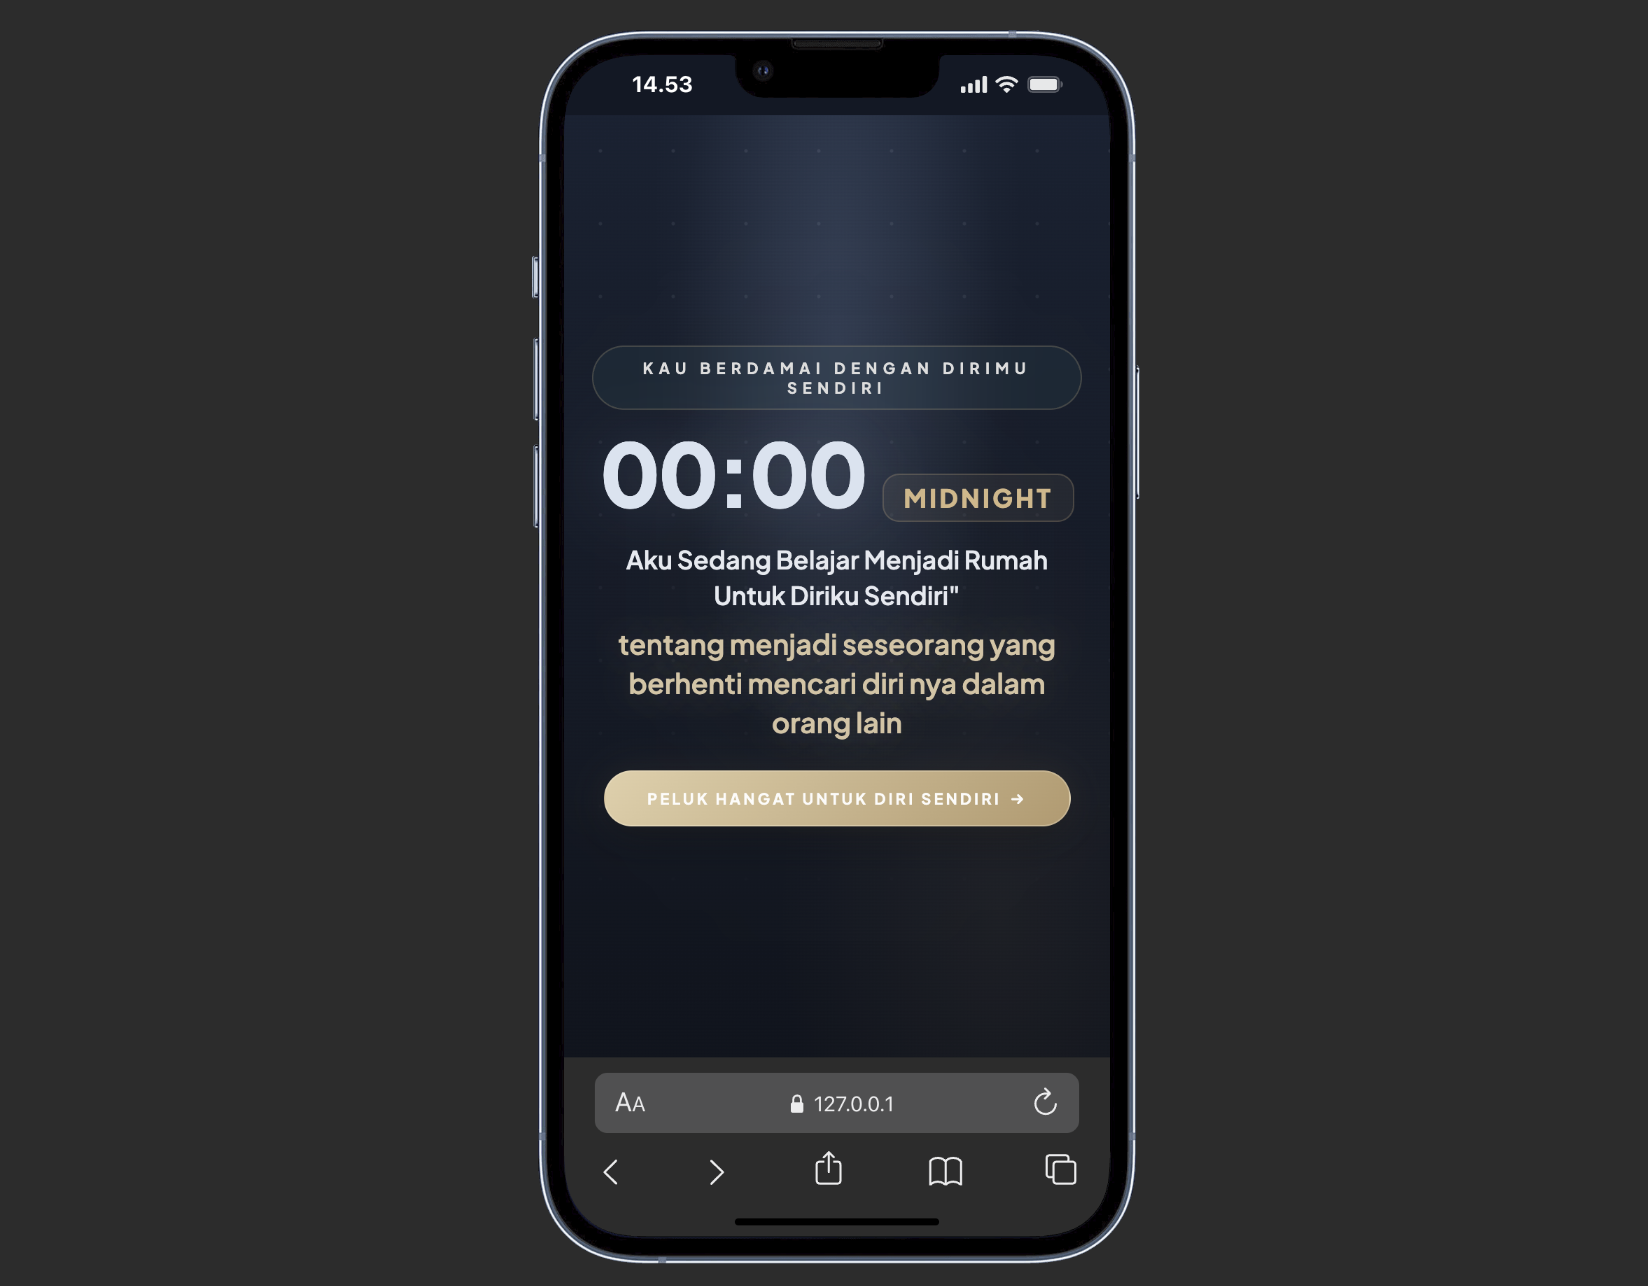 14.53
KAU BERDAMAI DENGAN DIRIMU
SENDIRI
00:00 MIDNIGHT
Aku Sedang Belajar Menjadi Rumah
Untuk Diriku Sendiri"
tentang menjadi seseorang yang
berhenti mencari diri nya dalam
orang lain
PELUK HANGAT UNTUK DIRI SENDIRI →
AA 127.0.0.1